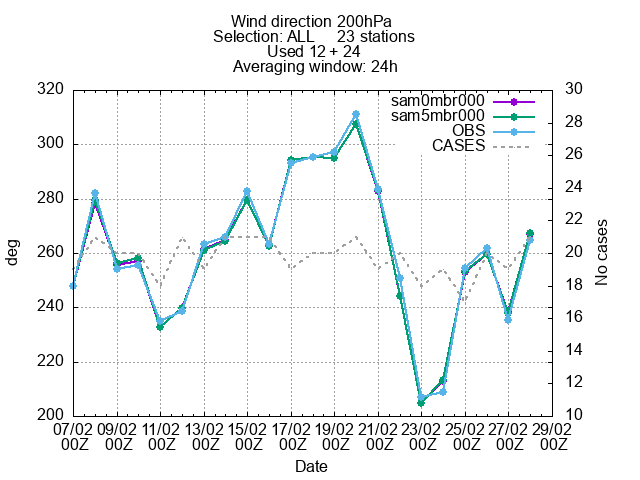 Wind direction 200hPa
Selection: ALL 23 stations
Used 12 + 24
Averaging window: 24h
sam0mbr000
sam5mbr000
OBS
CASES
deg
320
300
280
260
240
220
200
No cases
30
28
26
24
22
20
18
16
14
12
10
07/02 09/02 11/02 13/02 15/02 17/02 19/02 21/02 23/02 25/02 27/02 29/02
00Z 00Z 00Z 00Z 00Z 00Z 00Z 00Z 00Z 00Z 00Z 00Z
Date